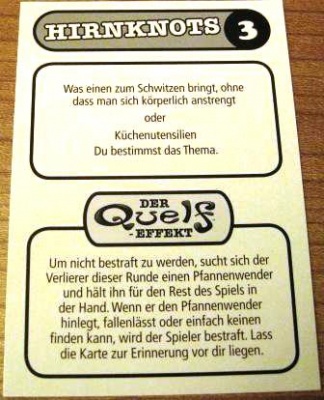 HIRNKNOTS 3
Was einen zum Schwitzen bringt, ohne
dass man sich körperlich anstrengt
oder
Küchenutensilien
Du bestimmst das Thema.
DER
Quelf
-EFFEKT
Um nicht bestraft zu werden, sucht sich der
Verlierer dieser Runde einen Pfannenwender
und hält ihn für den Rest des Spiels in
der Hand. Wenn er den Pfannenwender
hinlegt, fallenlässt oder einfach keinen
finden kann, wird der Spieler bestraft. Lass
die Karte zur Erinnerung vor dir liegen.